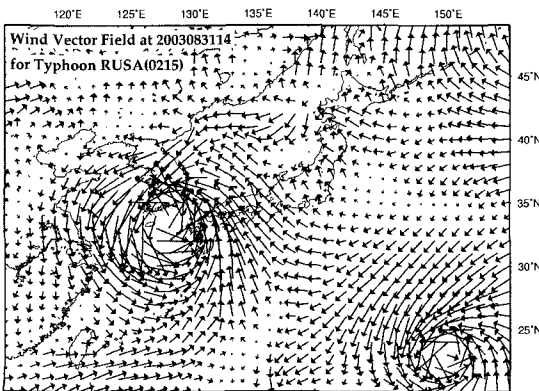 120°E 125°E 130°E 135°E 140°E 145°E 150°E
Wind Vector Field at 2003083114
for Typhoon RUSA(0215)
45°N
40°N
35°N
30°N
25°N